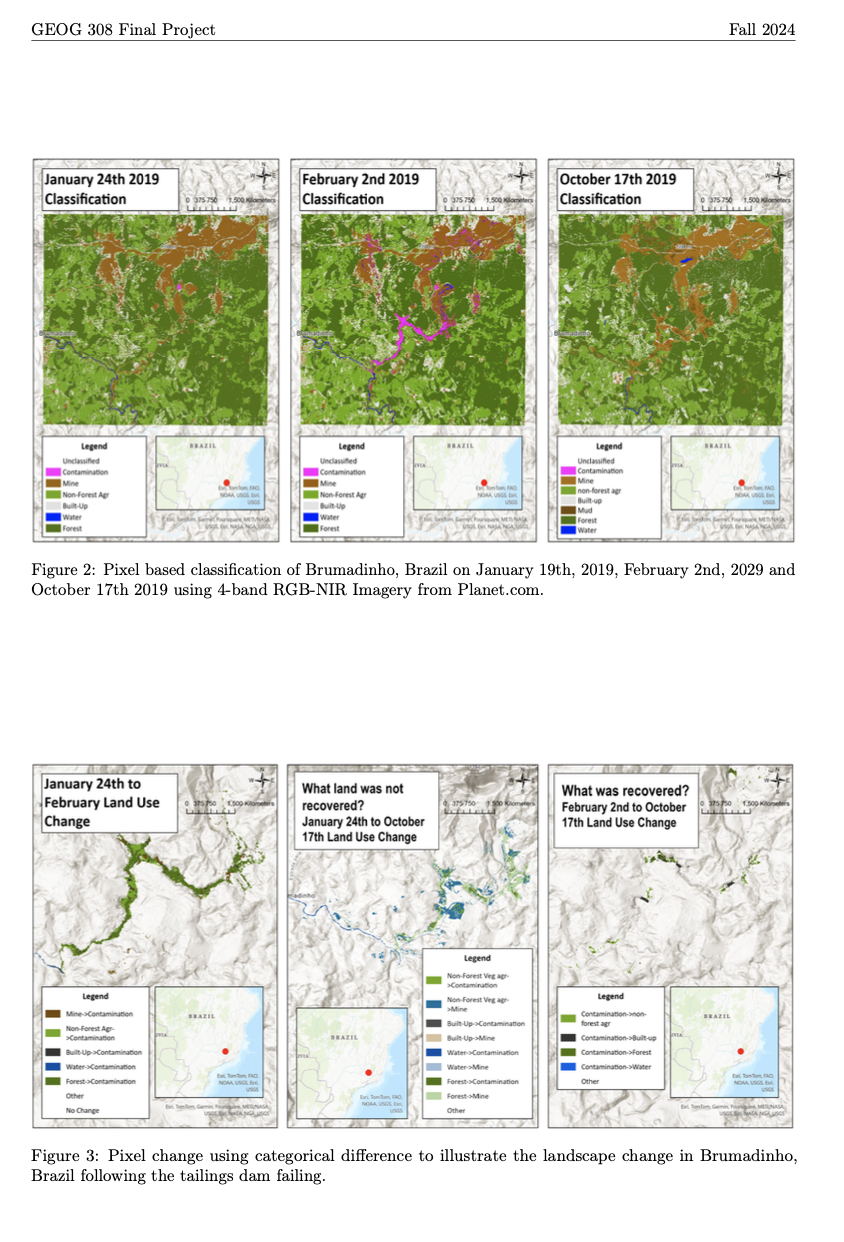 GEOG 308 Final Project
Fall 2024
January 24th 2019
Classification
N
W
E
S
0 375 750 1,500 Kilometers
Brumadinho
Legend
Unclassified
Contamination
Mine
Non-Forest Agr
Built-Up
Water
Forest
BRAZIL
Esri, TomTom, FAO,
NOAA, USGS, Esri,
USGS
Esri, TomTom, Garmin, Foursquare, METI/NASA,
USGS, Esri, NASA, NGA, USGS
February 2nd 2019
Classification
N
W
E
S
0 375 750 1,500 Kilometers
Legend
Unclassified
Contamination
Mine
Non-Forest Agr
Built-Up
Water
Forest
BRAZIL
Esri, TomTom, FAO,
NOAA, USGS, Esri,
USGS
Esri, TomTom, Garmin, Foursquare, METI/NASA,
USGS, Esri, NASA, NGA, USGS
October 17th 2019
Classification
N
W
E
S
0 375 750 1,500 Kilometers
Brumadinho
Legend
Unclassified
Contamination
Mine
non-forest agr
Built-up
Mud
Forest
Water
BRAZIL
Esri, TomTom, FAO,
NOAA, USGS, Esri,
USGS
Esri, TomTom, Garmin, Foursquare, METI/NASA,
USGS, Esri, NASA, NGA, USGS
Figure 2: Pixel based classification of Brumadinho, Brazil on January 19th, 2019, February 2nd, 2029 and
October 17th 2019 using 4-band RGB-NIR Imagery from Planet.com.
January 24th to
February Land Use
Change
N
W
E
S
0 375 750 1,500 Kilometers
Legend
Mine->Contamination
Non-Forest Agr-
>Contamination
Built-Up->Contamination
Water->Contamination
Forest->Contamination
Other
No Change
BRAZIL
Esri, TomTom, FAO,
NOAA, USGS, Esri,
USGS
Esri, TomTom, Garmin, Foursquare, METI/NASA,
USGS, Esri, NASA, NGA, USGS
What land was not
recovered?
January 24th to October
17th Land Use Change
N
W
E
S
0 375 750 1,500 Kilometers
adinho
Legend
Non-Forest Veg agr-
>Contamination
Non-Forest Veg agr-
>Mine
Built-Up->Contamination
Built-Up->Mine
Water->Contamination
Water->Mine
Forest->Contamination
Forest->Mine
Other
BRAZIL
Esri, TomTom, FAO,
NOAA, USGS, Esri,
USGS
What was recovered?
February 2nd to October
17th Land Use Change
N
W
E
S
0 375 750 1,500 Kilometers
Legend
Contamination->non-
forest agr
Contamination->Built-up
Contamination->Forest
Contamination->Water
Other
BRAZIL
Esri, TomTom, FAO,
NOAA, USGS, Esri,
USGS
Esri, TomTom, Garmin, Foursquare, METI/NASA,
USGS, Esri, NASA, NGA, USGS
Figure 3: Pixel change using categorical difference to illustrate the landscape change in Brumadinho,
Brazil following the tailings dam failing.